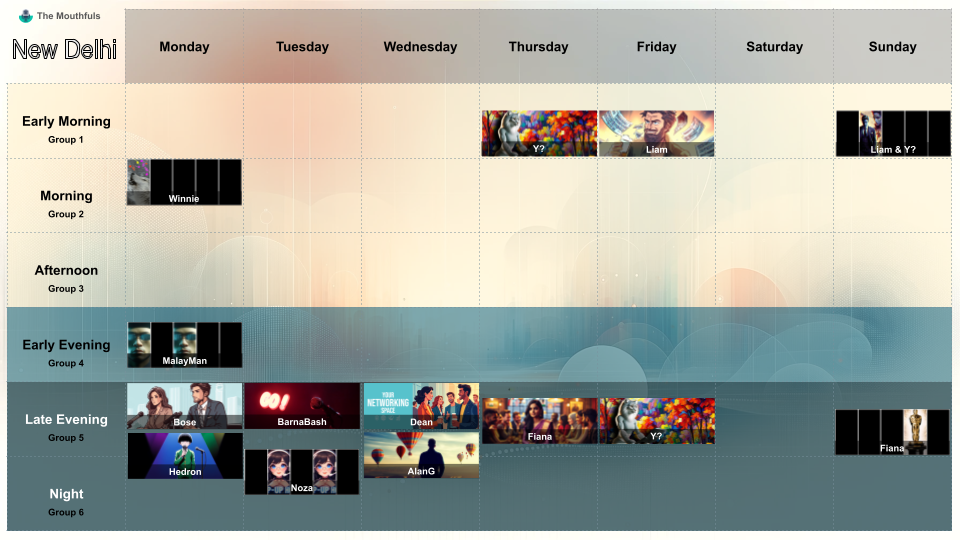 The Mouthfuls
New Delhi
Monday
Tuesday
Wednesday
Thursday
Friday
Saturday
Sunday
Early Morning
Group 1
Y?
Liam
Liam & Y?
Morning
Group 2
Winnie
Afternoon
Group 3
Early Evening
Group 4
MalayMan
Late Evening
Group 5
Bose
GO!
BarnaBash
YOUR
NETWORKING
SPACE
Dean
Fiana
Y?
Fiana
Hedron
Noza
AlanG
Night
Group 6